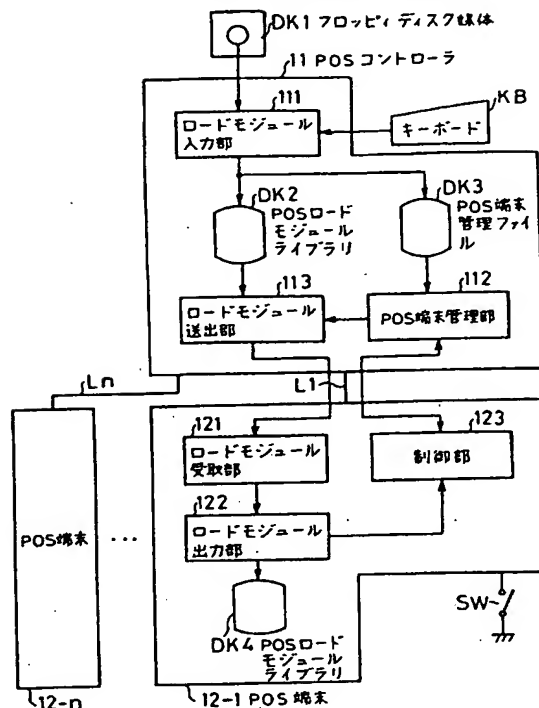 DK1 フロッピィディスク媒体
11 POSコントローラ
111
KB
ロードモジュール
入力部
キーボード
DK2
POSロード
モジュール
ライブラリ
DK3
POS端末
管理ファイル
113
112
ロードモジュール
送出部
POS端末管理部
Ln
L1
121
123
ロードモジュール
受取部
制御部
122
ロードモジュール
出力部
POS端末
...
SW
DK4 POSロード
モジュール
ライブラリ
12-n
12-1 POS端末